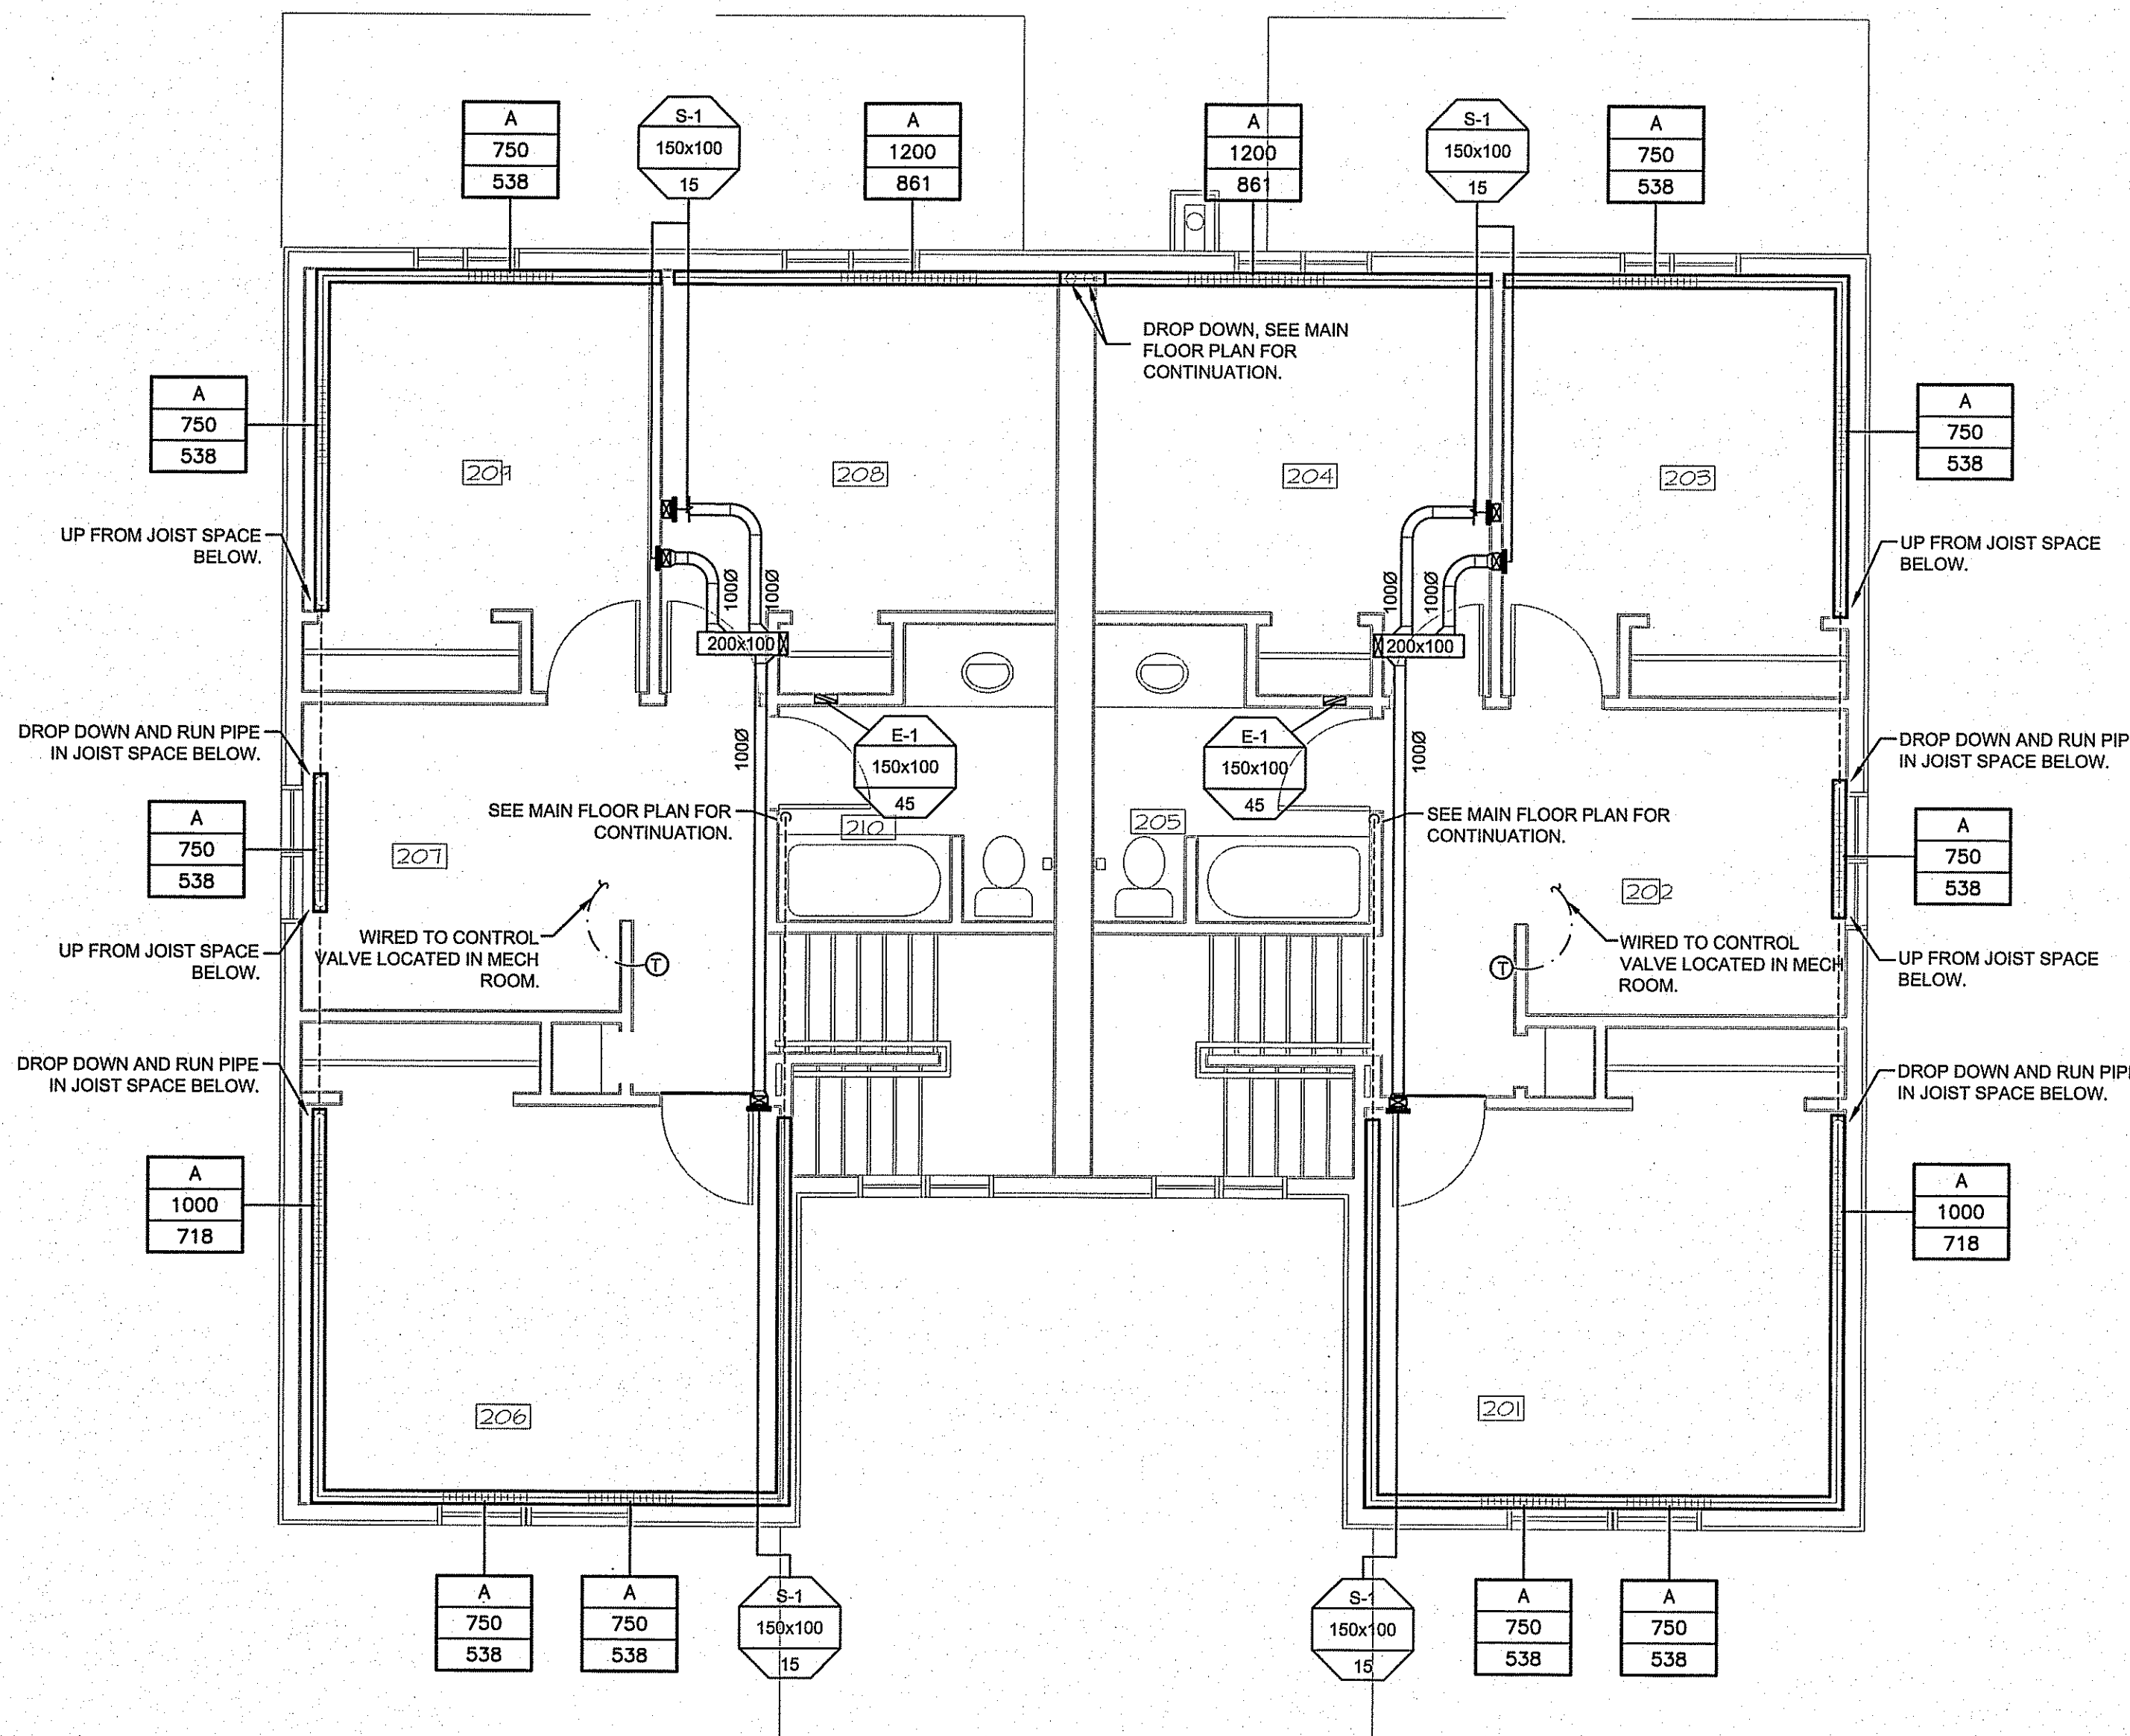 A
750
538
S-1
150x100
15
A
1200
861
A
1200
861
S-1
150x100
15
A
750
538
DROP DOWN, SEE MAIN
FLOOR PLAN FOR
CONTINUATION.
A
750
538
A
750
538
209
208
204
203
UP FROM JOIST SPACE
BELOW.
UP FROM JOIST SPACE
BELOW.
100Ø
100Ø
100Ø
100Ø
200x100
200x100
DROP DOWN AND RUN PIPE
IN JOIST SPACE BELOW.
100Ø
E-1
150x100
45
E-1
150x100
45
100Ø
DROP DOWN AND RUN PIP
IN JOIST SPACE BELOW.
A
750
538
SEE MAIN FLOOR PLAN FOR
CONTINUATION.
210
205
SEE MAIN FLOOR PLAN FOR
CONTINUATION.
A
750
538
207
202
UP FROM JOIST SPACE
BELOW.
WIRED TO CONTROL
VALVE LOCATED IN MECH
ROOM.
T
T
WIRED TO CONTROL
VALVE LOCATED IN MECH
ROOM.
UP FROM JOIST SPACE
BELOW.
DROP DOWN AND RUN PIPE
IN JOIST SPACE BELOW.
DROP DOWN AND RUN PIPE
IN JOIST SPACE BELOW.
A
1000
718
A
1000
718
206
201
A
750
538
A
750
538
S-1
150x100
15
S-1
150x100
15
A
750
538
A
750
538